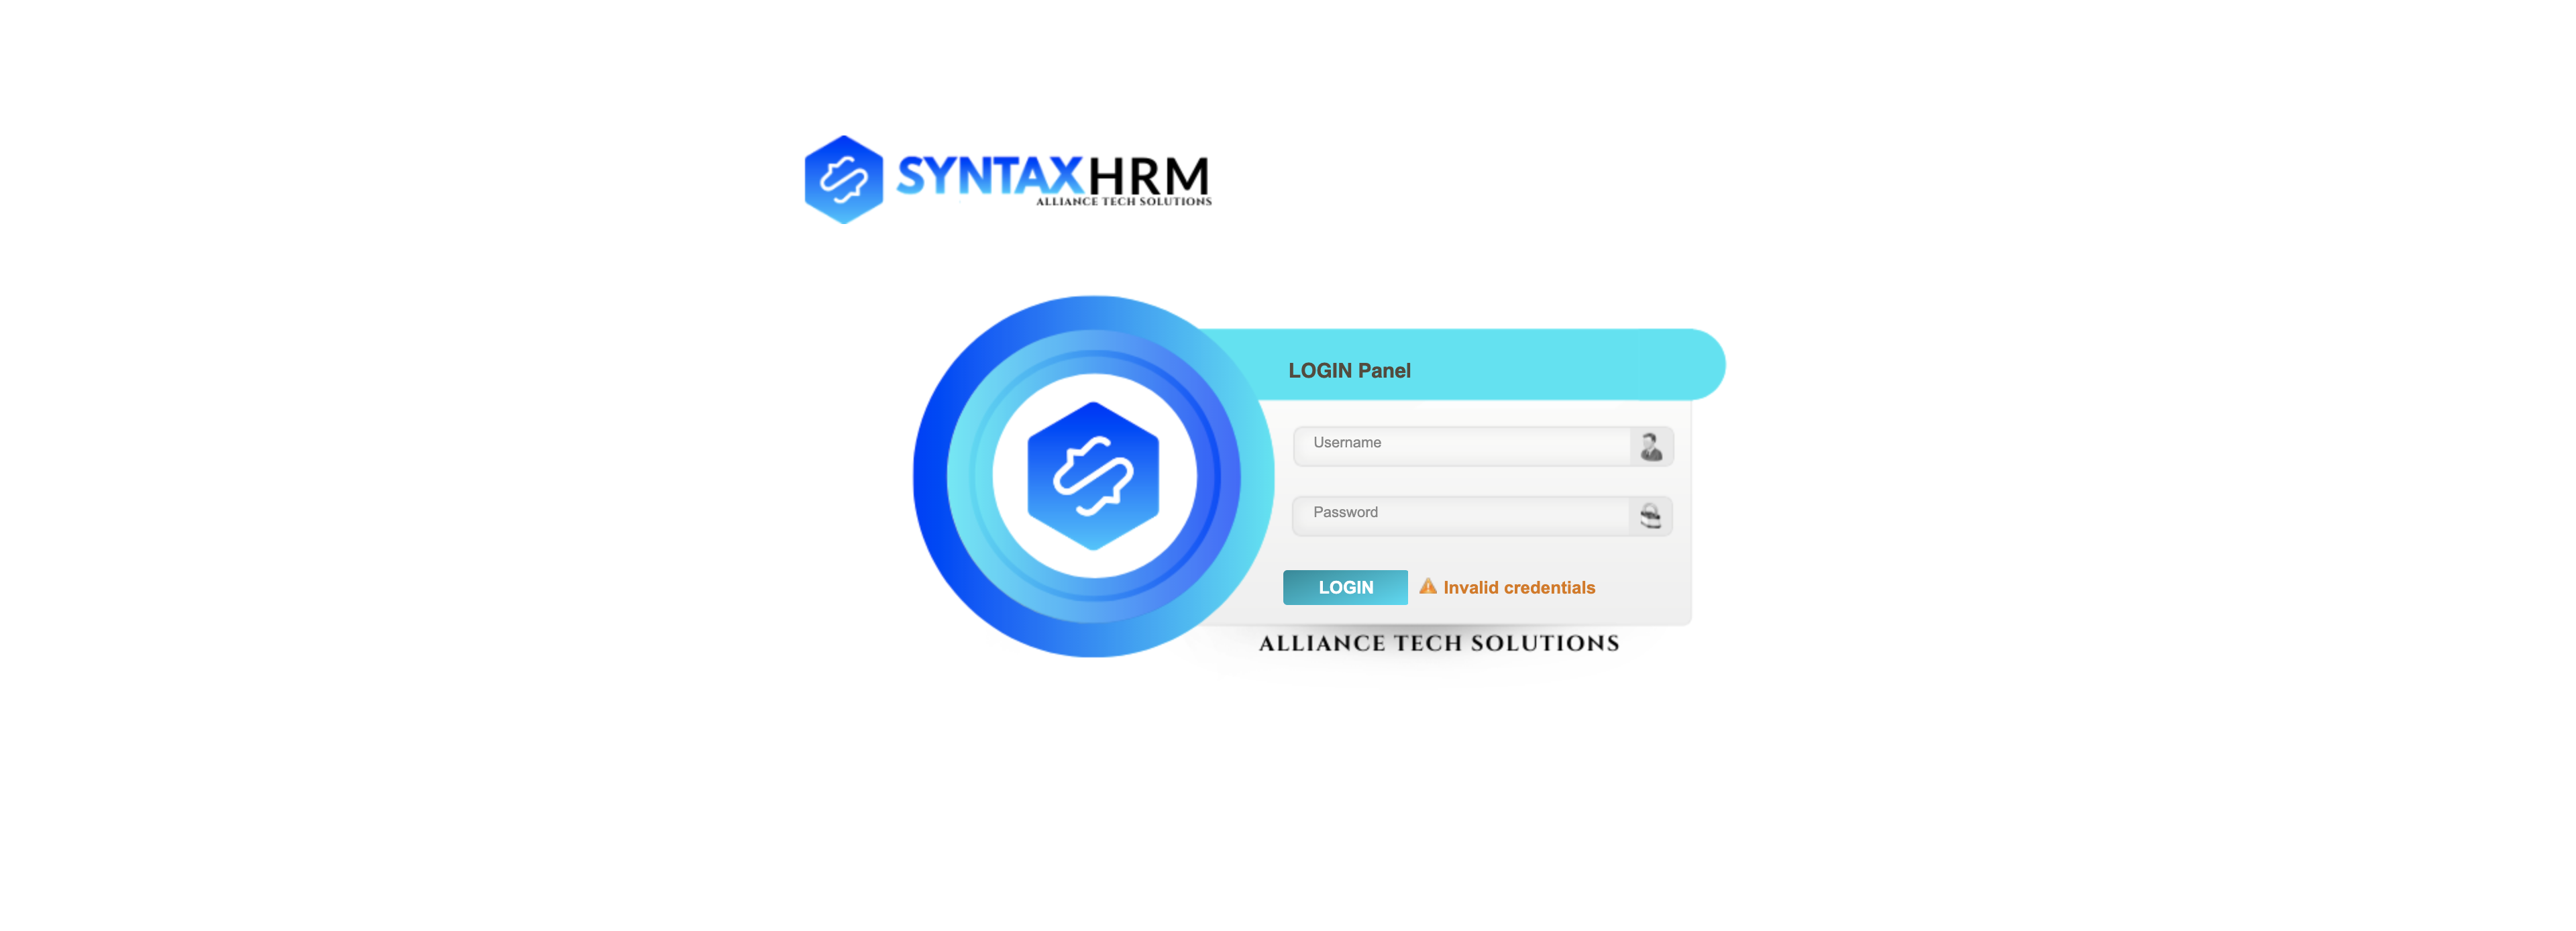 SYNTAXHRM
ALLIANCE TECH SOLUTIONS
LOGIN Panel
Username
Password
LOGIN
Invalid credentials
ALLIANCE TECH SOLUTIONS